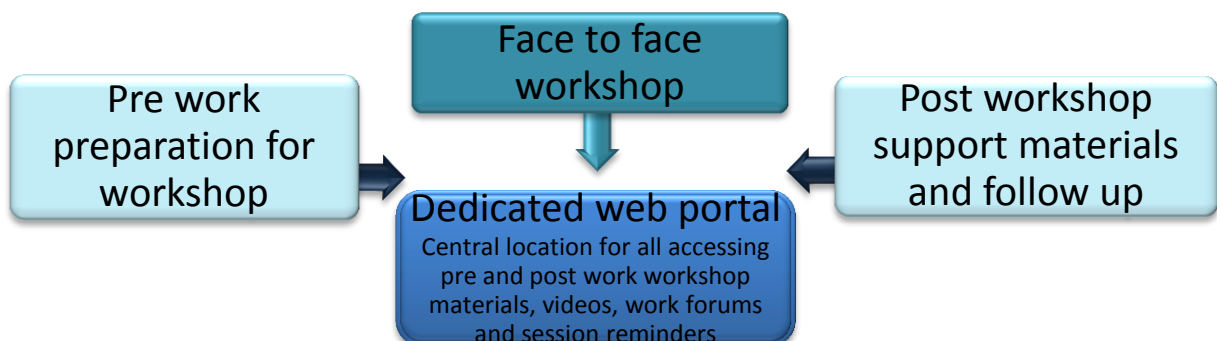 Pre work
preparation for
workshop
Face to face
workshop
Post workshop
support materials
and follow up
Dedicated web portal
Central location for all accessing
pre and post work workshop
materials, videos, work forums
and session reminders